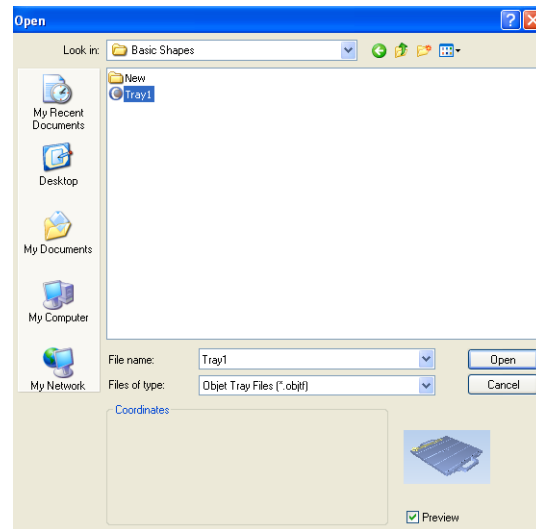 Open
Look in: Basic Shapes
New
Tray1
My Recent
Documents
Desktop
My Documents
My Computer
My Network
File name: Tray1 Open
Files of type: Objet Tray Files (*.objtf) Cancel
Coordinates
Preview